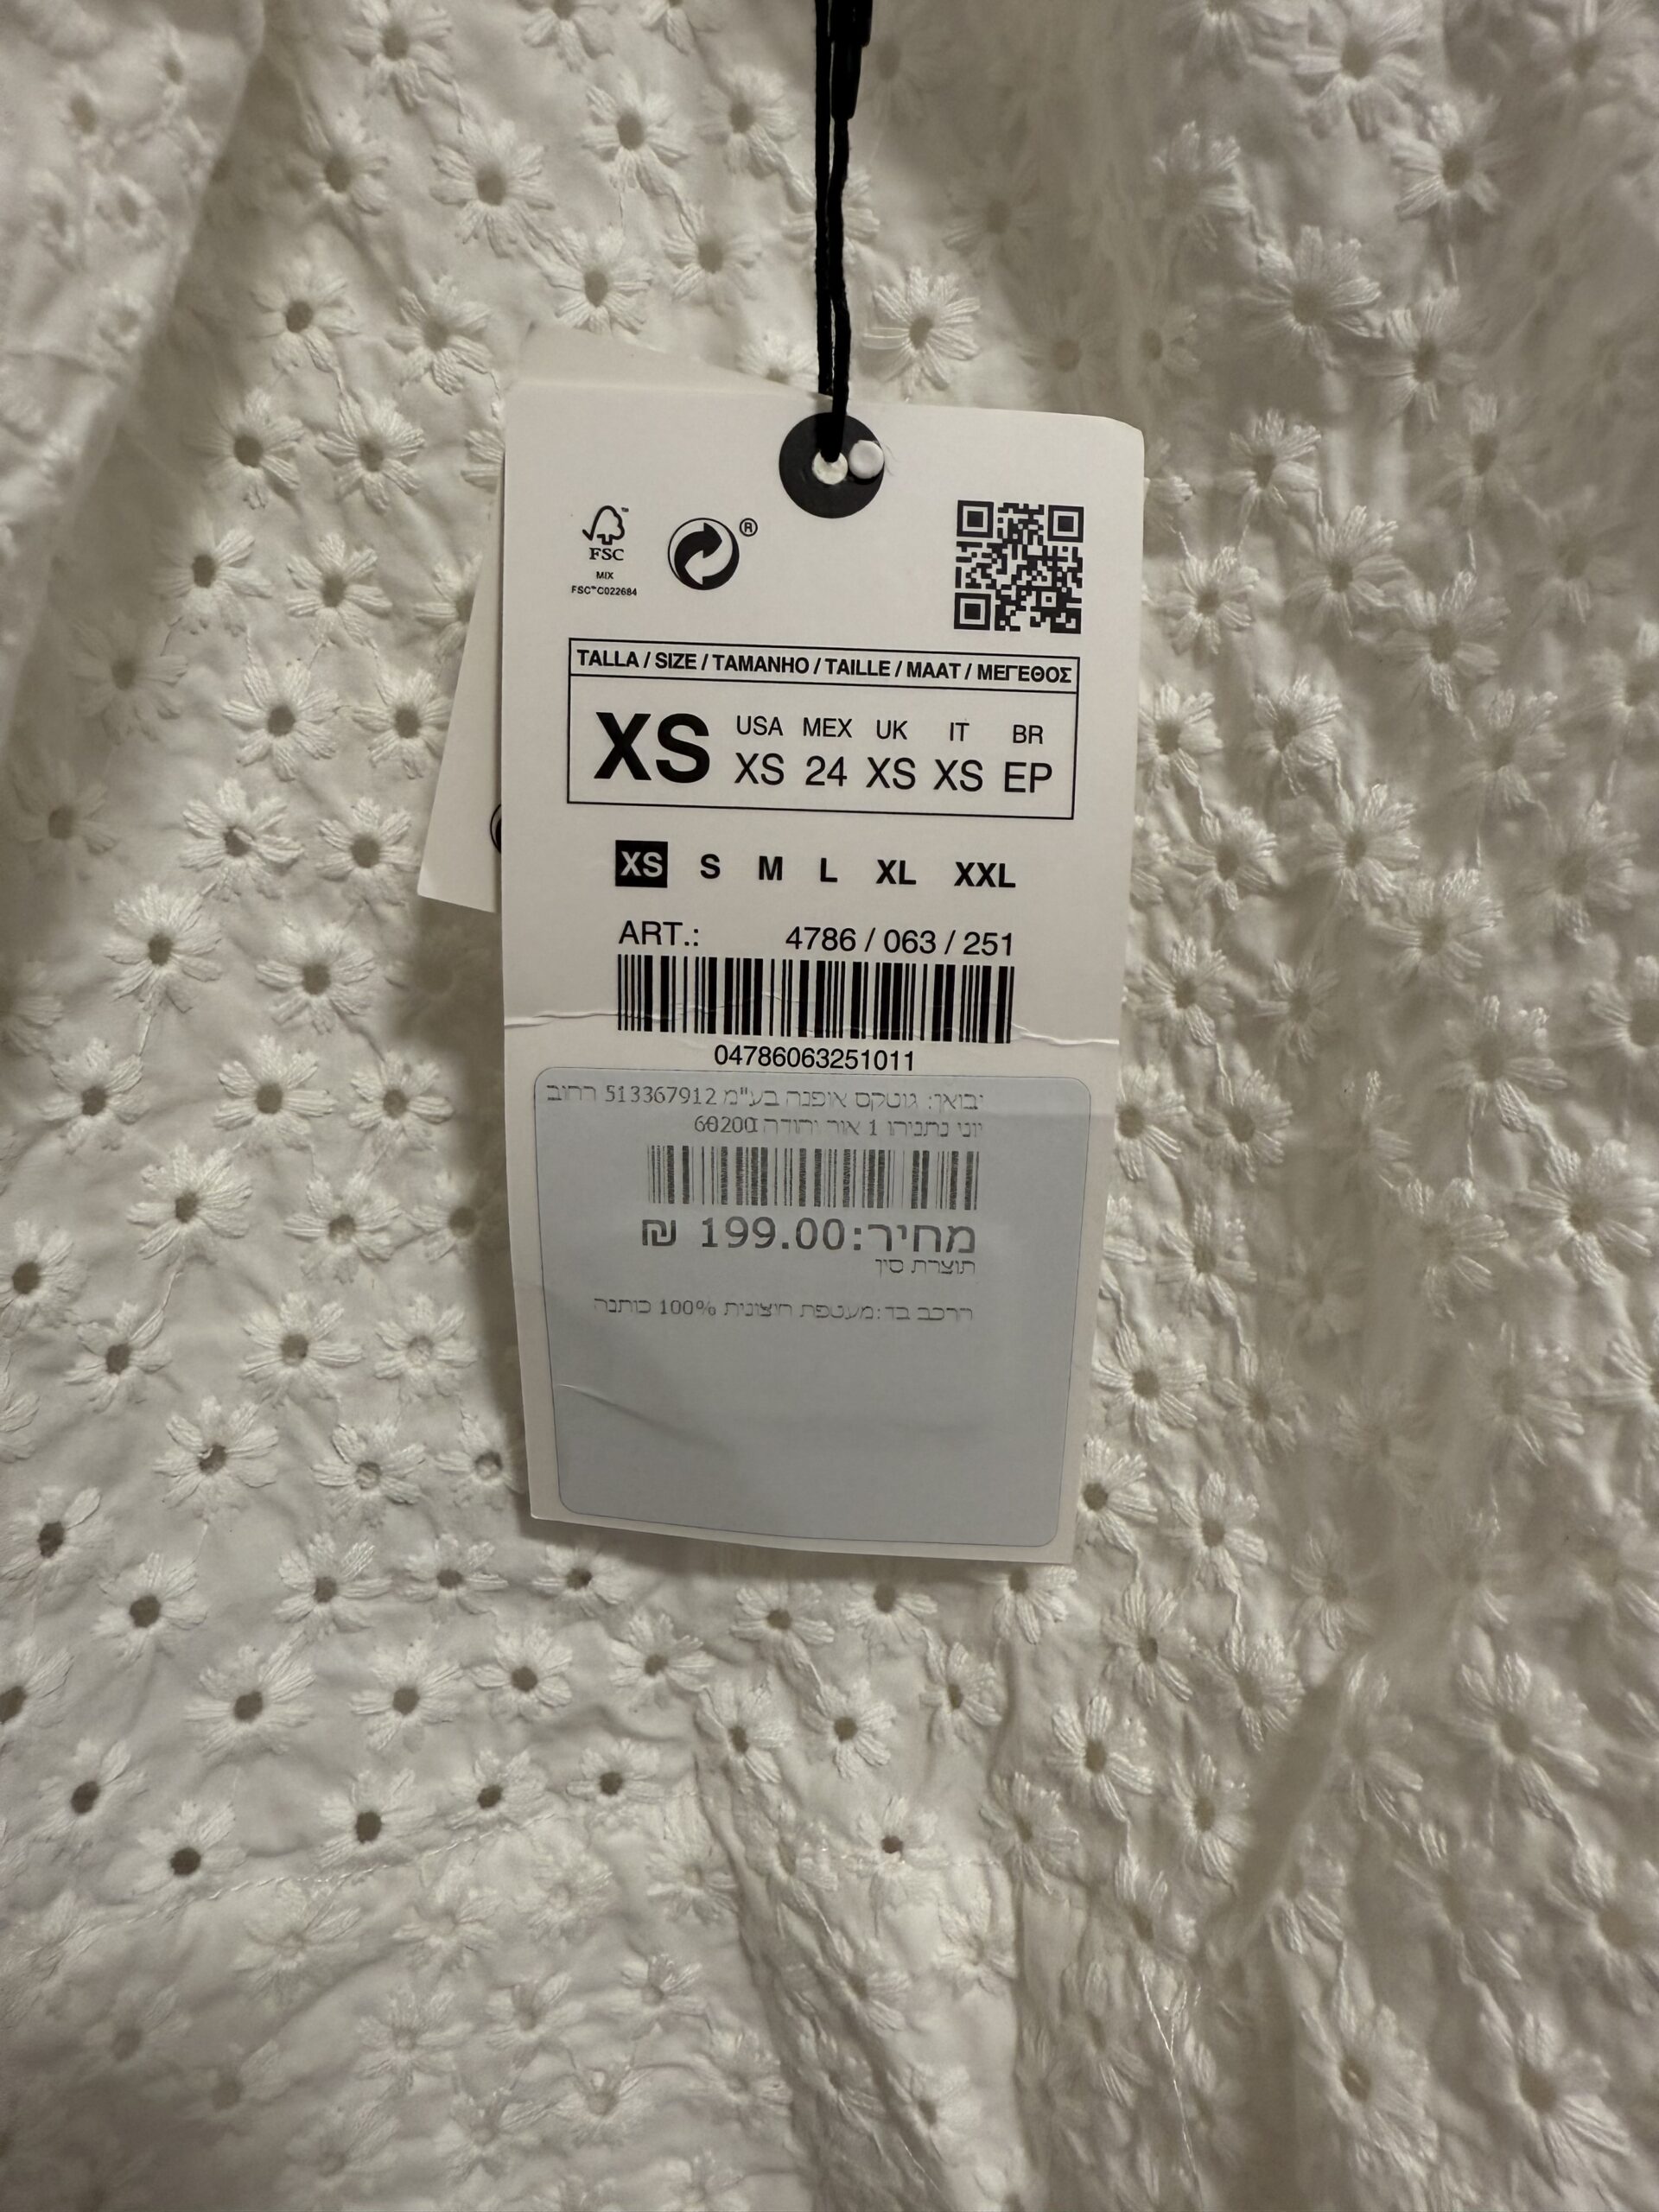 FSC™
MIX
FSC™C022684
®
TALLA / SIZE / TAMANHO / TAILLE / MAAT / ΜΕΓΕΘΟΣ
XS USA MEX UK IT BR
XS 24 XS XS EP
XS S M L XL XXL
ART.: 4786 / 063 / 251
04786063251011
יבואן: גוטקס אופנה בע"מ 513367912 רחוב
יוני נתניהו 1 אור יהודה 60200
מחיר: 199.00 ₪
תוצרת סין
הרכב בד: מעטפת חיצונית 100% כותנה